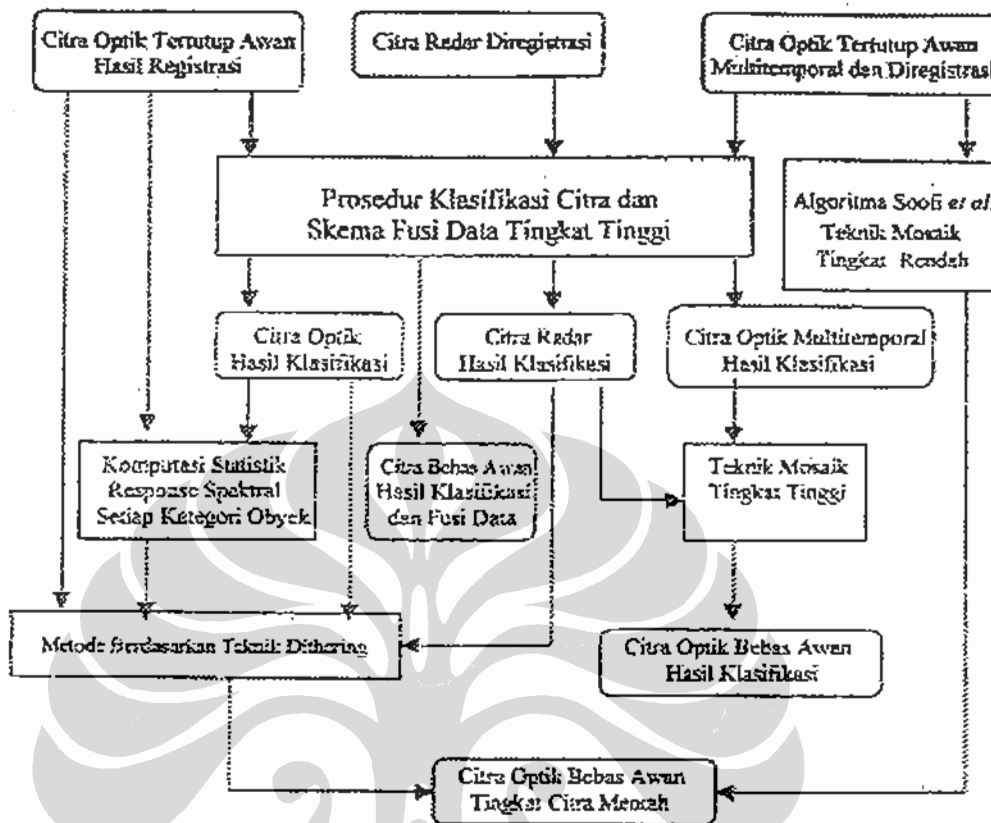 Citra Optik Tertutup Awan
Hasil Registrasi
Citra Radar Diregistrasi
Citra Optik Tertutup Awan
Multitemporal dan Diregistrasi
Prosedur Klasifikasi Citra dan
Skema Fusi Data Tingkat Tinggi
Algoritma Soofi et al.
Teknik Mosaik
Tingkat Rendah
Citra Optik
Hasil Klasifikasi
Citra Radar
Hasil Klasifikasi
Citra Optik Multitemporal
Hasil Klasifikasi
Komputasi Statistik
Response Spektral
Setiap Kategori Obyek
Citra Bebas Awan
Hasil Klasifikasi
dan Fusi Data
Teknik Mosaik
Tingkat Tinggi
Metode Berdasarkan Teknik Dithering
Citra Optik Bebas Awan
Hasil Klasifikasi
Citra Optik Bebas Awan
Tingkat Citra Mentah